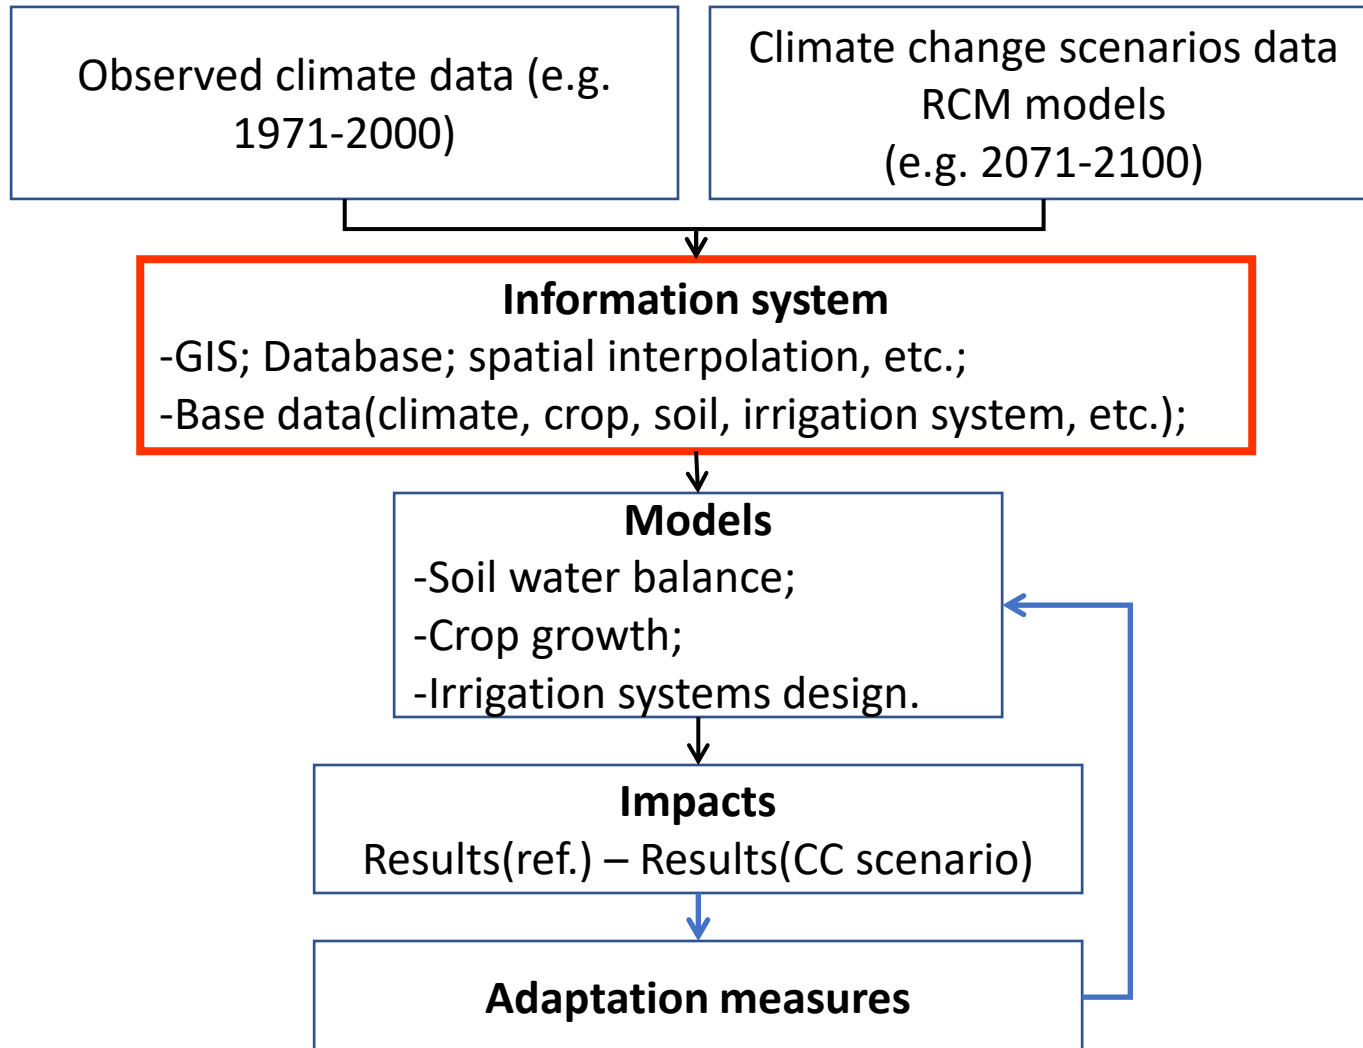 Observed climate data (e.g.
1971-2000)
Climate change scenarios data
RCM models
(e.g. 2071-2100)
Information system
-GIS; Database; spatial interpolation, etc.;
-Base data(climate, crop, soil, irrigation system, etc.);
Models
-Soil water balance;
-Crop growth;
-Irrigation systems design.
Impacts
Results(ref.) – Results(CC scenario)
Adaptation measures